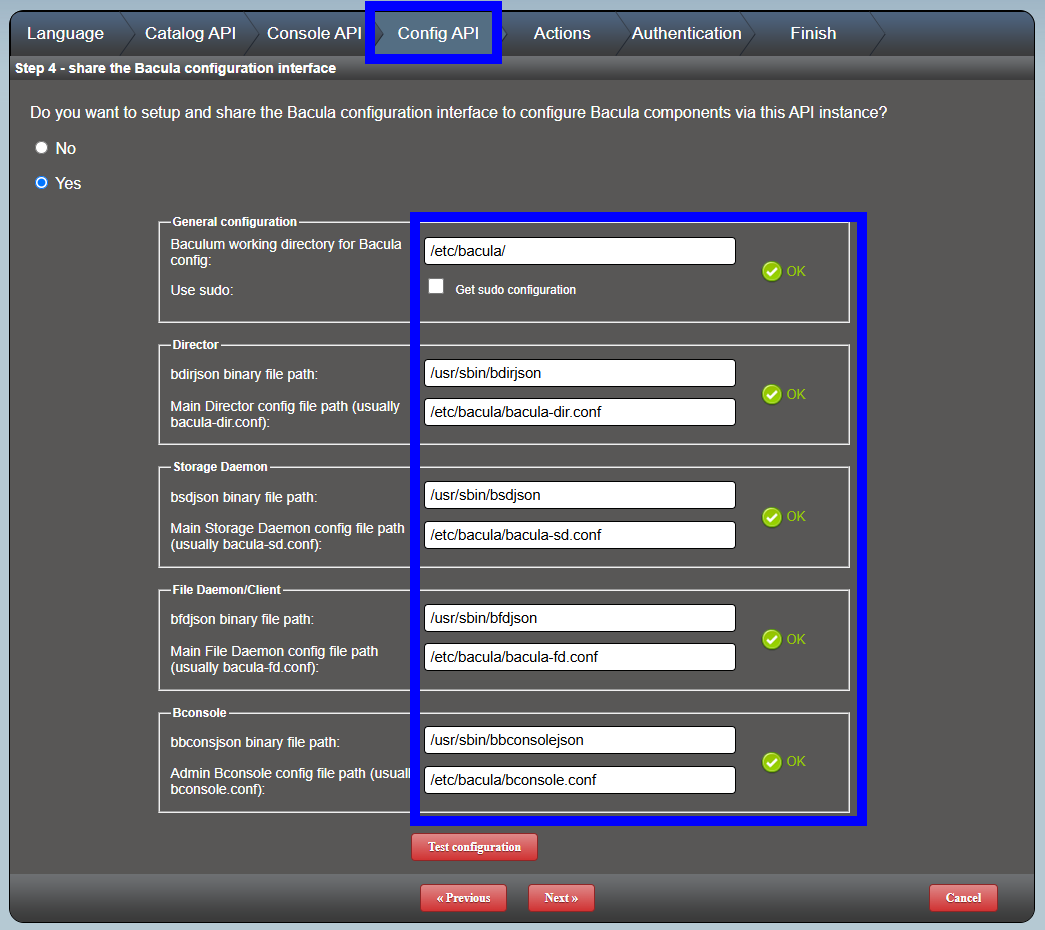 Language Catalog API Console API Config API Actions Authentication Finish
Step 4 - share the Bacula configuration interface
Do you want to setup and share the Bacula configuration interface to configure Bacula components via this API instance?
No
Yes
General configuration
Baculum working directory for Bacula
config:
/etc/bacula/
OK
Use sudo:
Get sudo configuration
Director
bdirjson binary file path:
/usr/sbin/bdirjson
OK
Main Director config file path (usually
bacula-dir.conf):
/etc/bacula/bacula-dir.conf
Storage Daemon
bsdjson binary file path:
/usr/sbin/bsdjson
OK
Main Storage Daemon config file path
(usually bacula-sd.conf):
/etc/bacula/bacula-sd.conf
File Daemon/Client
bfdjson binary file path:
/usr/sbin/bfdjson
OK
Main File Daemon config file path
(usually bacula-fd.conf):
/etc/bacula/bacula-fd.conf
Bconsole
bbconsjson binary file path:
/usr/sbin/bbconsolejson
OK
Admin Bconsole config file path (usuall
bconsole.conf):
/etc/bacula/bconsole.conf
Test configuration
« Previous Next » Cancel